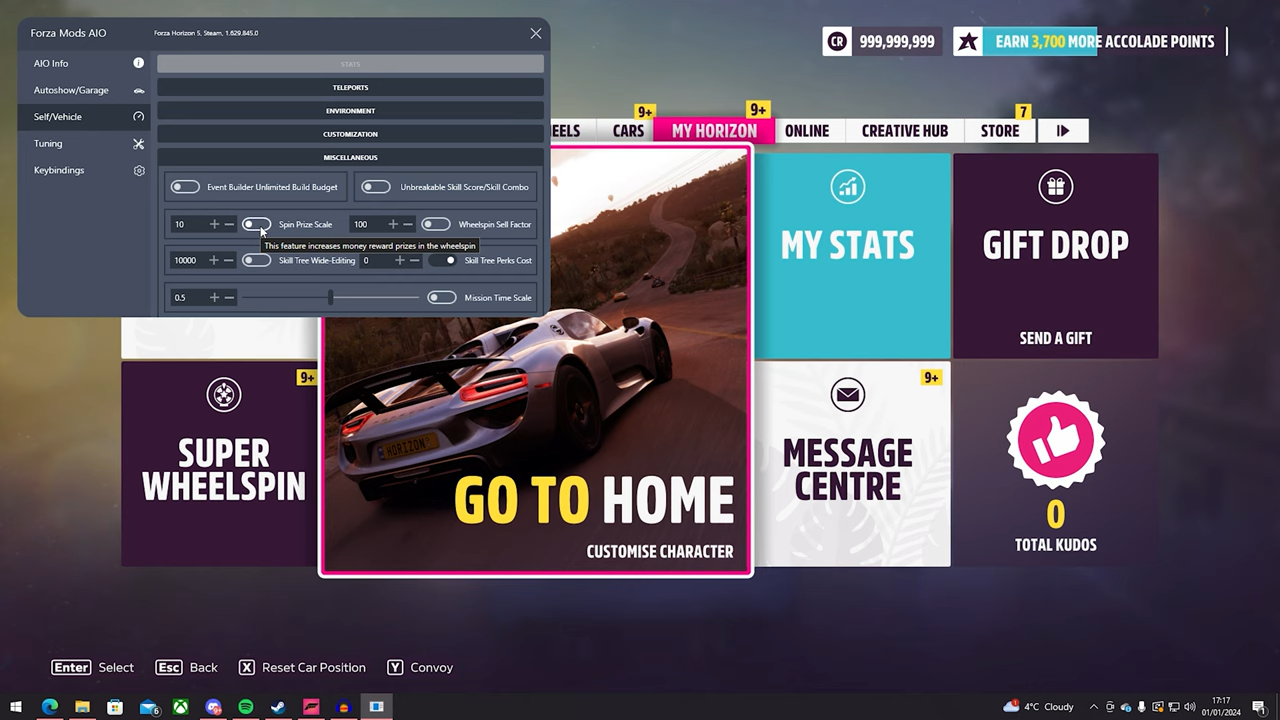 Forza Mods AIO
Forza Horizon 5, Steam, 1.629.845.0
AIO Info
Autoshow/Garage
Self/Vehicle
Tuning
Keybindings
STATS
TELEPORTS
ENVIRONMENT
CUSTOMIZATION
MISCELLANEOUS
Event Builder Unlimited Build Budget
Unbreakable Skill Score/Skill Combo
10 + − Spin Prize Scale
100 + − Wheelspin Sell Factor
This feature increases money reward prizes in the wheelspin
10000 + − Skill Tree Wide-Editing
0 + − Skill Tree Perks Cost
0.5 + − Mission Time Scale
CR 999,999,999
EARN 3,700 MORE ACCOLADE POINTS
EELS
CARS 9+
MY HORIZON 9+
ONLINE
CREATIVE HUB
STORE 7
SUPER
WHEELSPIN
9+
HORIZON
GO TO HOME
CUSTOMISE CHARACTER
MY STATS
GIFT DROP
SEND A GIFT
9+
MESSAGE
CENTRE
0
TOTAL KUDOS
Enter Select Esc Back X Reset Car Position Y Convoy
6
4°C Cloudy
17:17
01/01/2024
1